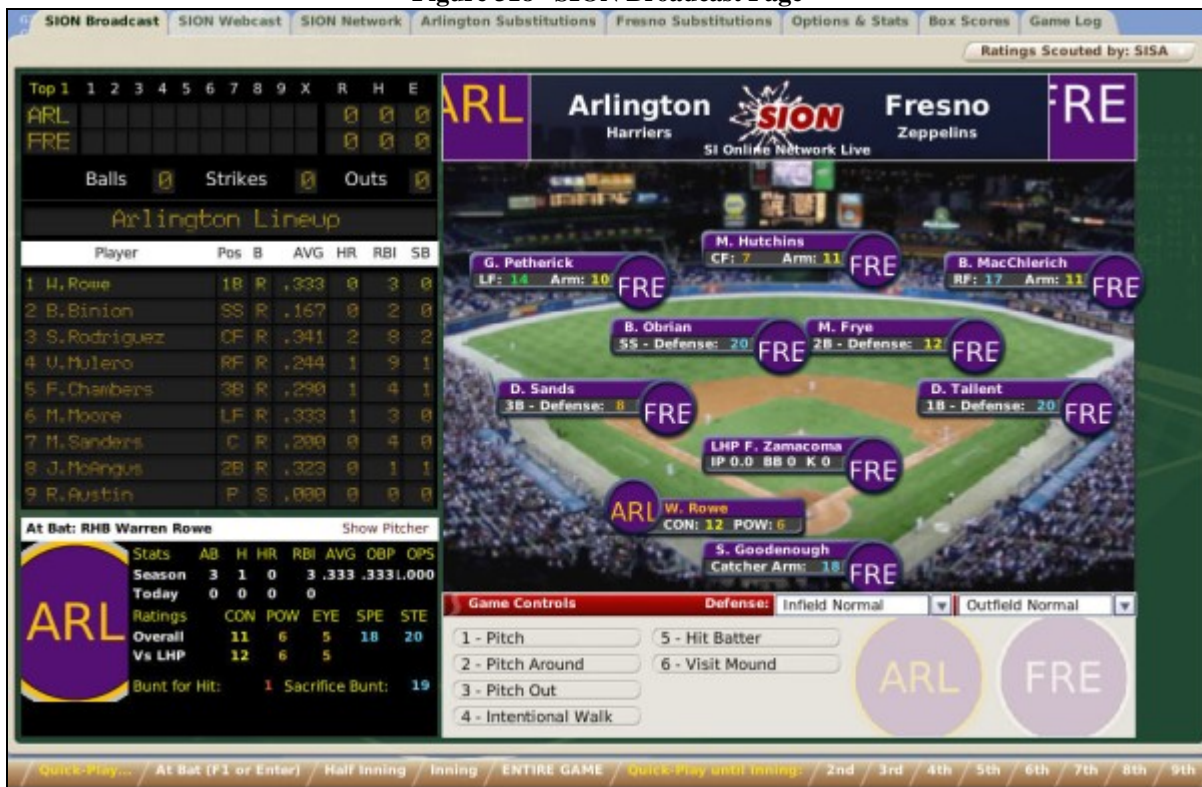 Figure 318 - SION Broadcast Page
SION Broadcast SION Webcast SION Network Arlington Substitutions Fresno Substitutions Options & Stats Box Scores Game Log
Ratings Scouted by: SISA
Top 1 1 2 3 4 5 6 7 8 9 X R H E
ARL 0 0 0
FRE 0 0 0
Balls 0 Strikes 0 Outs 0
Arlington Lineup
Player Pos B AVG HR RBI SB
1 W.Rowe 1B R .333 0 3 0
2 B.Binion SS R .167 0 2 0
3 S.Rodriguez CF R .341 2 8 2
4 V.Mulero RF R .244 1 9 1
5 F.Chambers 3B R .290 1 4 1
6 M.Moore LF R .333 1 3 0
7 M.Sanders C R .200 0 4 0
8 J.McAngus 2B R .323 0 1 1
9 R.Austin P S .000 0 0 0
At Bat: RHB Warren Rowe Show Pitcher
ARL
Stats AB H HR RBI AVG OBP OPS
Season 3 1 0 3 .333 .333 1.000
Today 0 0 0 0
Ratings CON POW EYE SPE STE
Overall 11 6 5 18 20
Vs LHP 12 6 5
Bunt for Hit: 1 Sacrifice Bunt: 19
ARL
Arlington
Harriers
SION
SI Online Network Live
Fresno
Zeppelins
FRE
M. Hutchins
CF: 7 Arm: 11
FRE
G. Petherick
LF: 14 Arm: 10
FRE
B. MacChlerich
RF: 17 Arm: 11
FRE
B. Obrian
SS - Defense: 20
FRE
M. Frye
2B - Defense: 12
FRE
D. Sands
3B - Defense: 8
FRE
D. Tallent
1B - Defense: 20
FRE
LHP F. Zamacoma
IP 0.0 BB 0 K 0
FRE
ARL
W. Rowe
CON: 12 POW: 6
S. Goodenough
Catcher Arm: 18
FRE
Game Controls Defense: Infield Normal Outfield Normal
1 - Pitch 5 - Hit Batter
2 - Pitch Around 6 - Visit Mound
3 - Pitch Out
4 - Intentional Walk
ARL FRE
Quick-Play... At Bat (F1 or Enter) Half Inning Inning ENTIRE GAME Quick-Play until Inning: 2nd 3rd 4th 5th 6th 7th 8th 9th